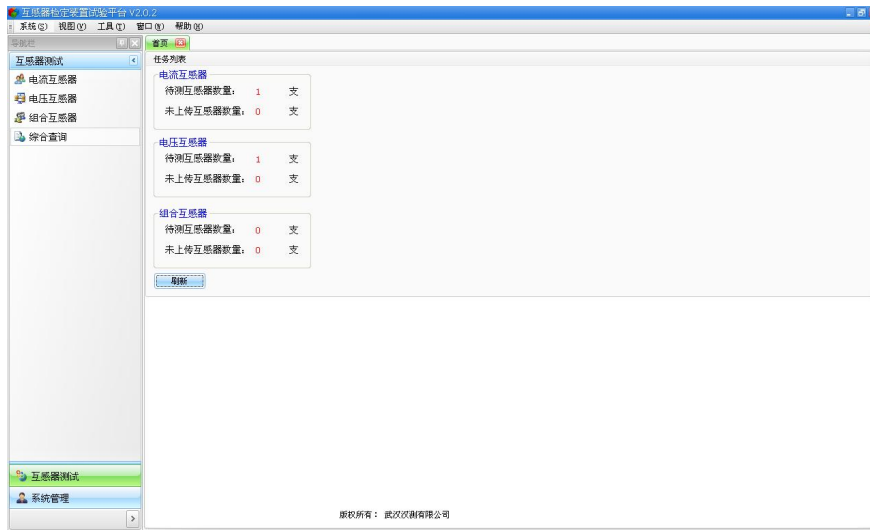 互感器检定装置试验平台 V2.0.2
系统(S) 视图(V) 工具(T) 窗口(W) 帮助(H)
导航栏
首页
互感器测试
电流互感器
电压互感器
组合互感器
综合查询
任务列表
电流互感器
待测互感器数量： 1 支
未上传互感器数量： 0 支
电压互感器
待测互感器数量： 1 支
未上传互感器数量： 0 支
组合互感器
待测互感器数量： 0 支
未上传互感器数量： 0 支
刷新
互感器测试
系统管理
版权所有： 武汉汉测有限公司